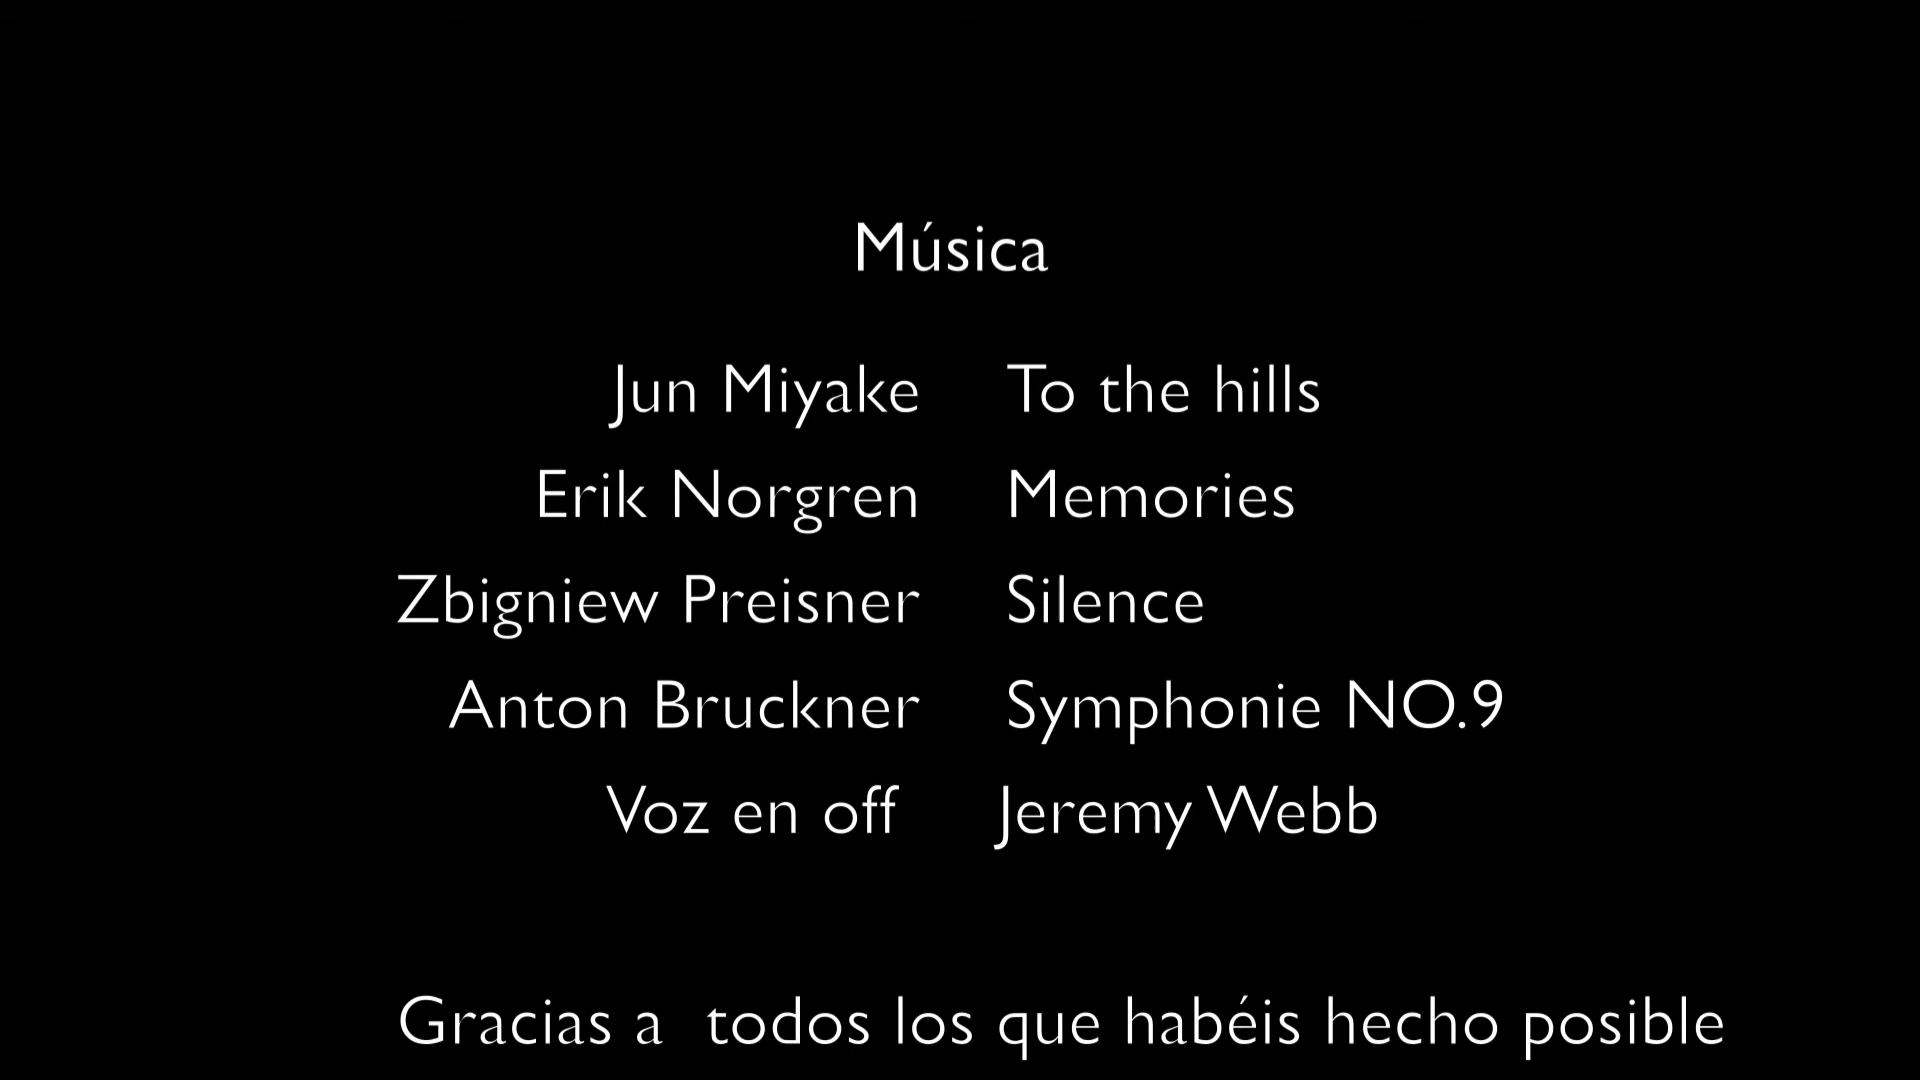 Música
Jun Miyake To the hills
Erik Norgren Memories
Zbigniew Preisner Silence
Anton Bruckner Symphonie NO.9
Voz en off Jeremy Webb
Gracias a todos los que habéis hecho posible